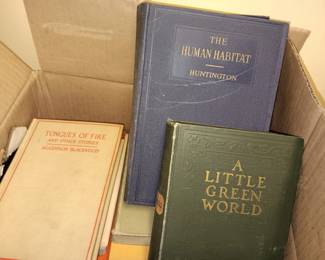 TONGUES OF FIRE
AND OTHER STORIES
ALGERNON BLACKWOOD
THE
HUMAN HABITAT
HUNTINGTON
A
LITTLE
GREEN
WORLD